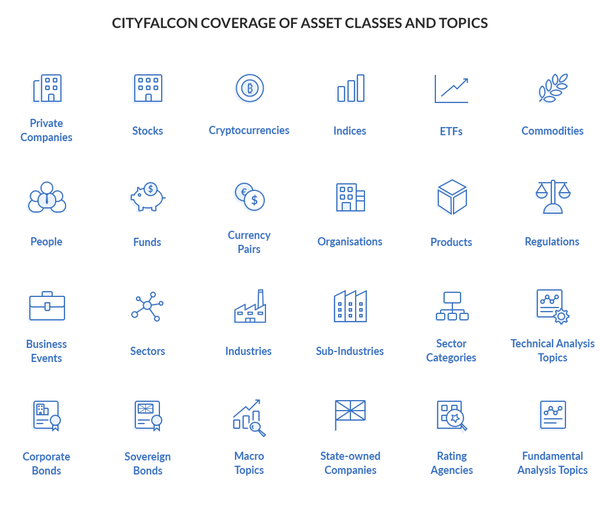 CITYFALCON COVERAGE OF ASSET CLASSES AND TOPICS
Private
Companies
Stocks
Cryptocurrencies
Indices
ETFs
Commodities
People
Funds
Currency
Pairs
Organisations
Products
Regulations
Business
Events
Sectors
Industries
Sub-Industries
Sector
Categories
Technical Analysis
Topics
Corporate
Bonds
Sovereign
Bonds
Macro
Topics
State-owned
Companies
Rating
Agencies
Fundamental
Analysis Topics